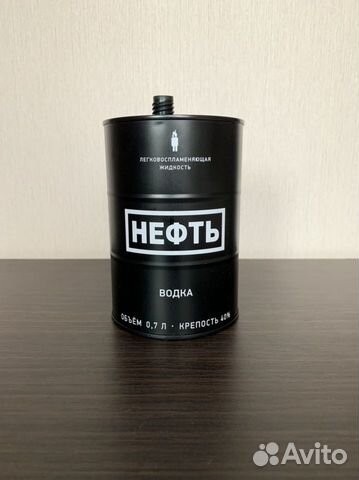 ЛЕГКОВОСПЛАМЕНЯЮЩАЯ
ЖИДКОСТЬ
НЕФТЬ
ВОДКА
ОБЪЁМ 0,7 Л · КРЕПОСТЬ 40%
Avito